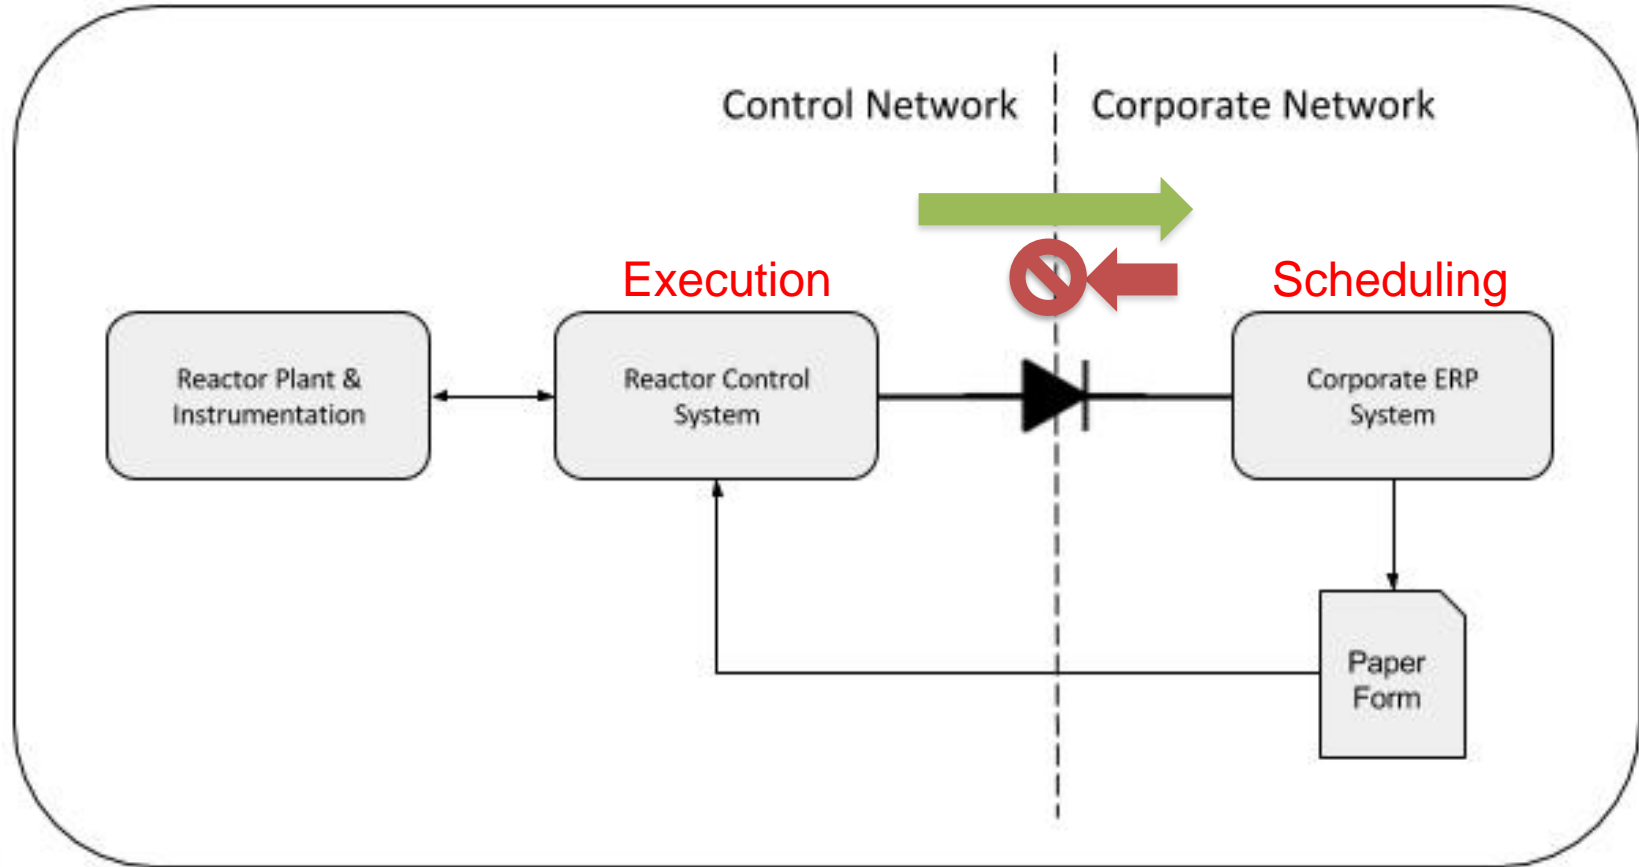 Control Network
Corporate Network
Execution
Scheduling
Reactor Plant &
Instrumentation
Reactor Control
System
Corporate ERP
System
Paper
Form